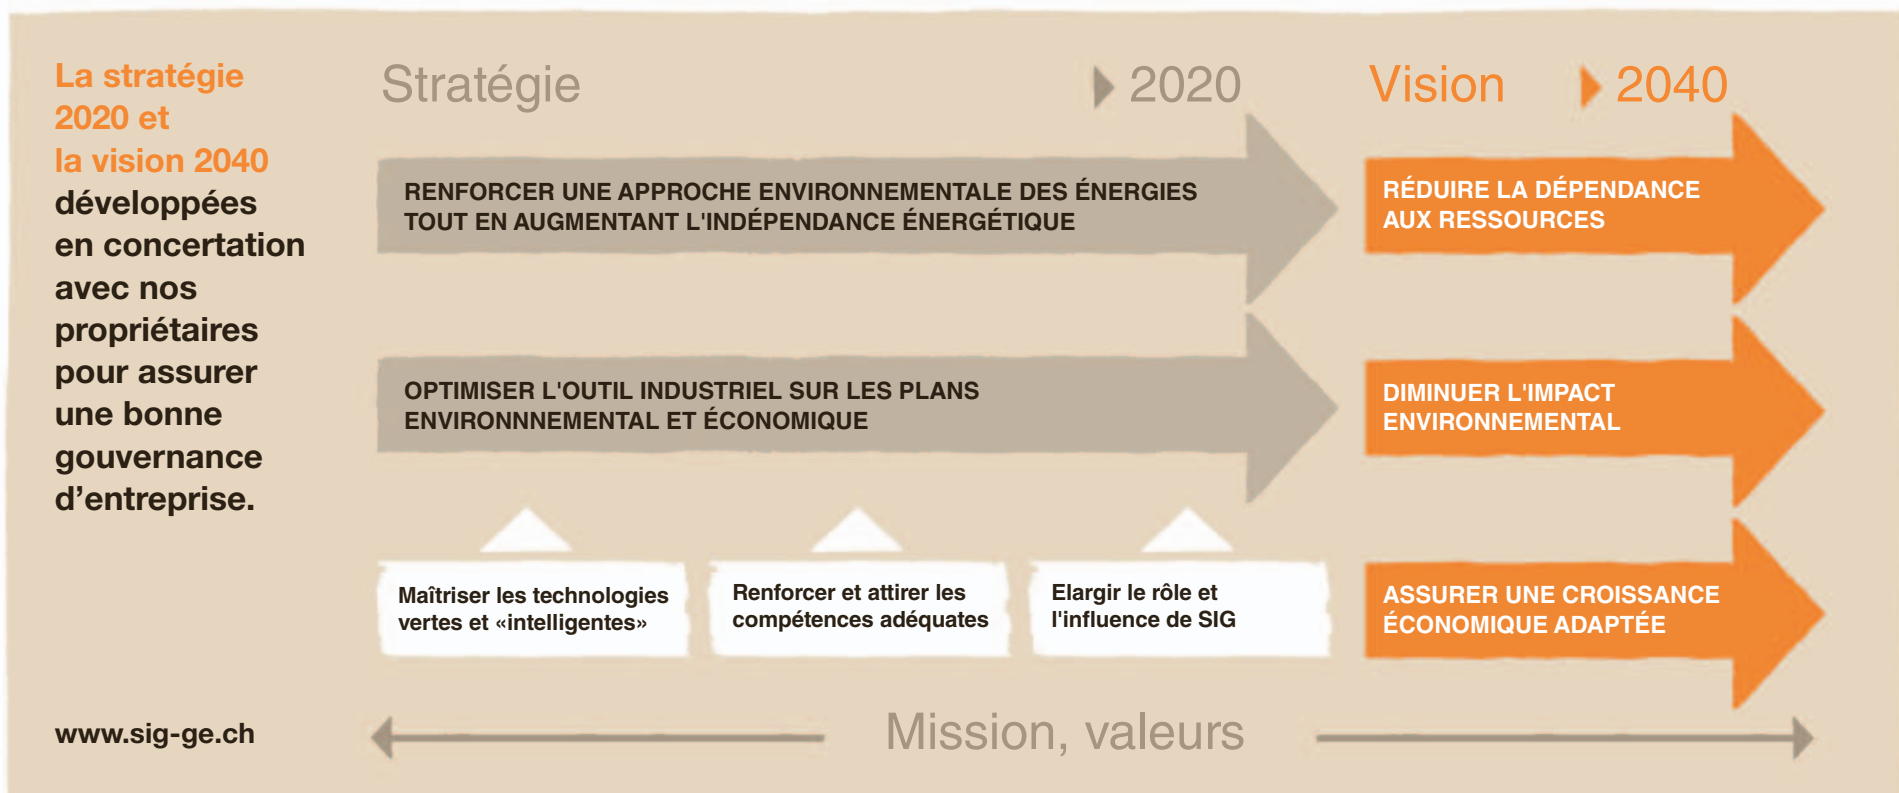 La stratégie
2020 et
la vision 2040
développées
en concertation
avec nos
propriétaires
pour assurer
une bonne
gouvernance
d’entreprise.
www.sig-ge.ch
Stratégie 2020
RENFORCER UNE APPROCHE ENVIRONNEMENTALE DES ÉNERGIES
TOUT EN AUGMENTANT L'INDÉPENDANCE ÉNERGÉTIQUE
OPTIMISER L'OUTIL INDUSTRIEL SUR LES PLANS
ENVIRONNNEMENTAL ET ÉCONOMIQUE
Maîtriser les technologies
vertes et «intelligentes»
Renforcer et attirer les
compétences adéquates
Elargir le rôle et
l'influence de SIG
Vision 2040
RÉDUIRE LA DÉPENDANCE
AUX RESSOURCES
DIMINUER L'IMPACT
ENVIRONNEMENTAL
ASSURER UNE CROISSANCE
ÉCONOMIQUE ADAPTÉE
Mission, valeurs